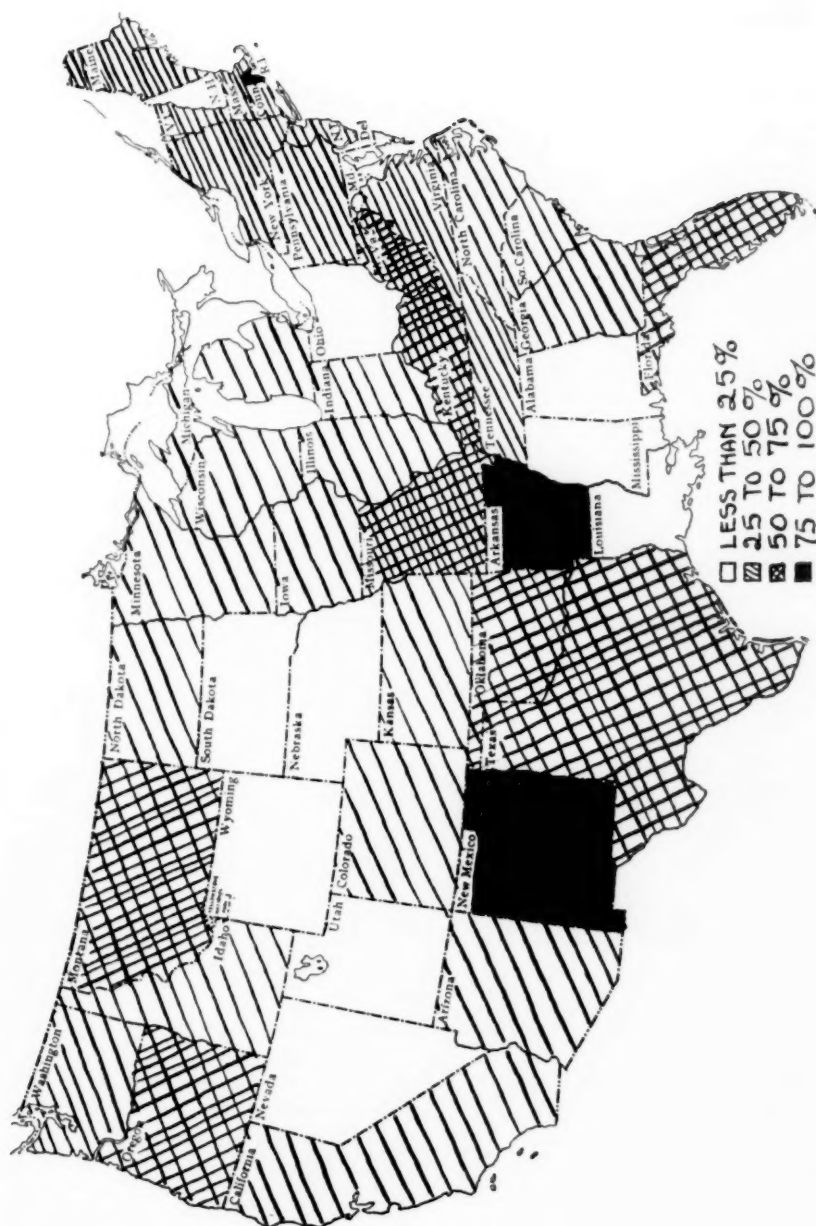 Washington
Oregon
California
Nevada
Idaho
Montana
Wyoming
Utah
Colorado
Arizona
New Mexico
North Dakota
South Dakota
Nebraska
Kansas
Oklahoma
Texas
Minnesota
Iowa
Missouri
Arkansas
Louisiana
Wisconsin
Illinois
Michigan
Indiana
Ohio
Kentucky
Tennessee
Mississippi
Alabama
Georgia
Florida
So. Carolina
North Carolina
Virginia
W.Va.
Md
Del
NJ
Pennsylvania
New York
Conn
R I
Mass
N H
Vt
Maine
LESS THAN 25%
25 TO 50 %
50 TO 75 %
75 TO 100 %